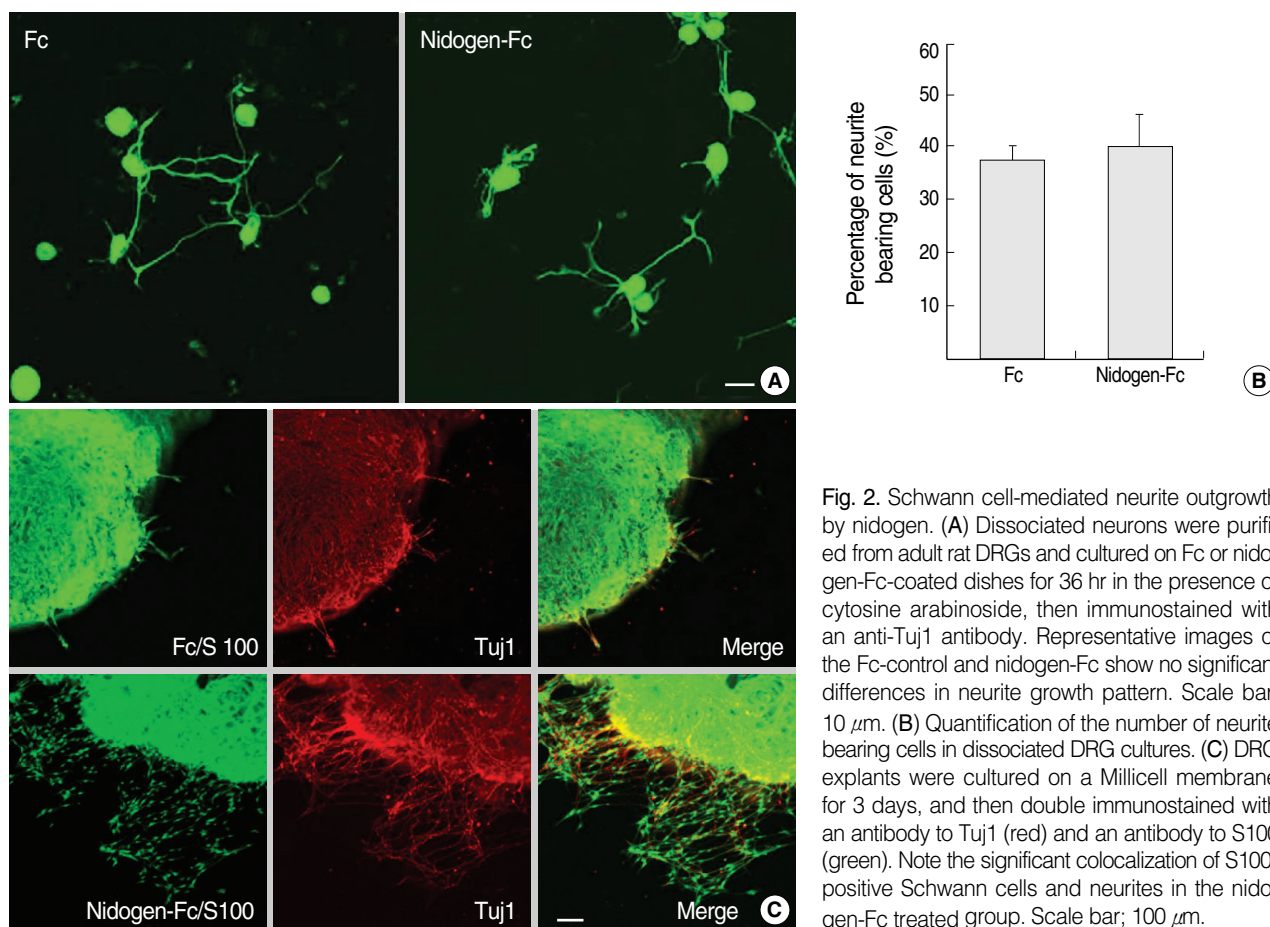 Fc
Nidogen-Fc
A
60
50
40
30
20
10
Percentage of neurite
bearing cells (%)
Fc
Nidogen-Fc
B
Fc/S 100
Tuj1
Merge
Nidogen-Fc/S100
Tuj1
Merge
C
Fig. 2. Schwann cell-mediated neurite outgrowth
by nidogen. (A) Dissociated neurons were purifi-
ed from adult rat DRGs and cultured on Fc or nido-
gen-Fc-coated dishes for 36 hr in the presence of
cytosine arabinoside, then immunostained with
an anti-Tuj1 antibody. Representative images of
the Fc-control and nidogen-Fc show no significant
differences in neurite growth pattern. Scale bar;
10 μm. (B) Quantification of the number of neurite
bearing cells in dissociated DRG cultures. (C) DRG
explants were cultured on a Millicell membrane
for 3 days, and then double immunostained with
an antibody to Tuj1 (red) and an antibody to S100
(green). Note the significant colocalization of S100-
positive Schwann cells and neurites in the nido-
gen-Fc treated group. Scale bar; 100 μm.